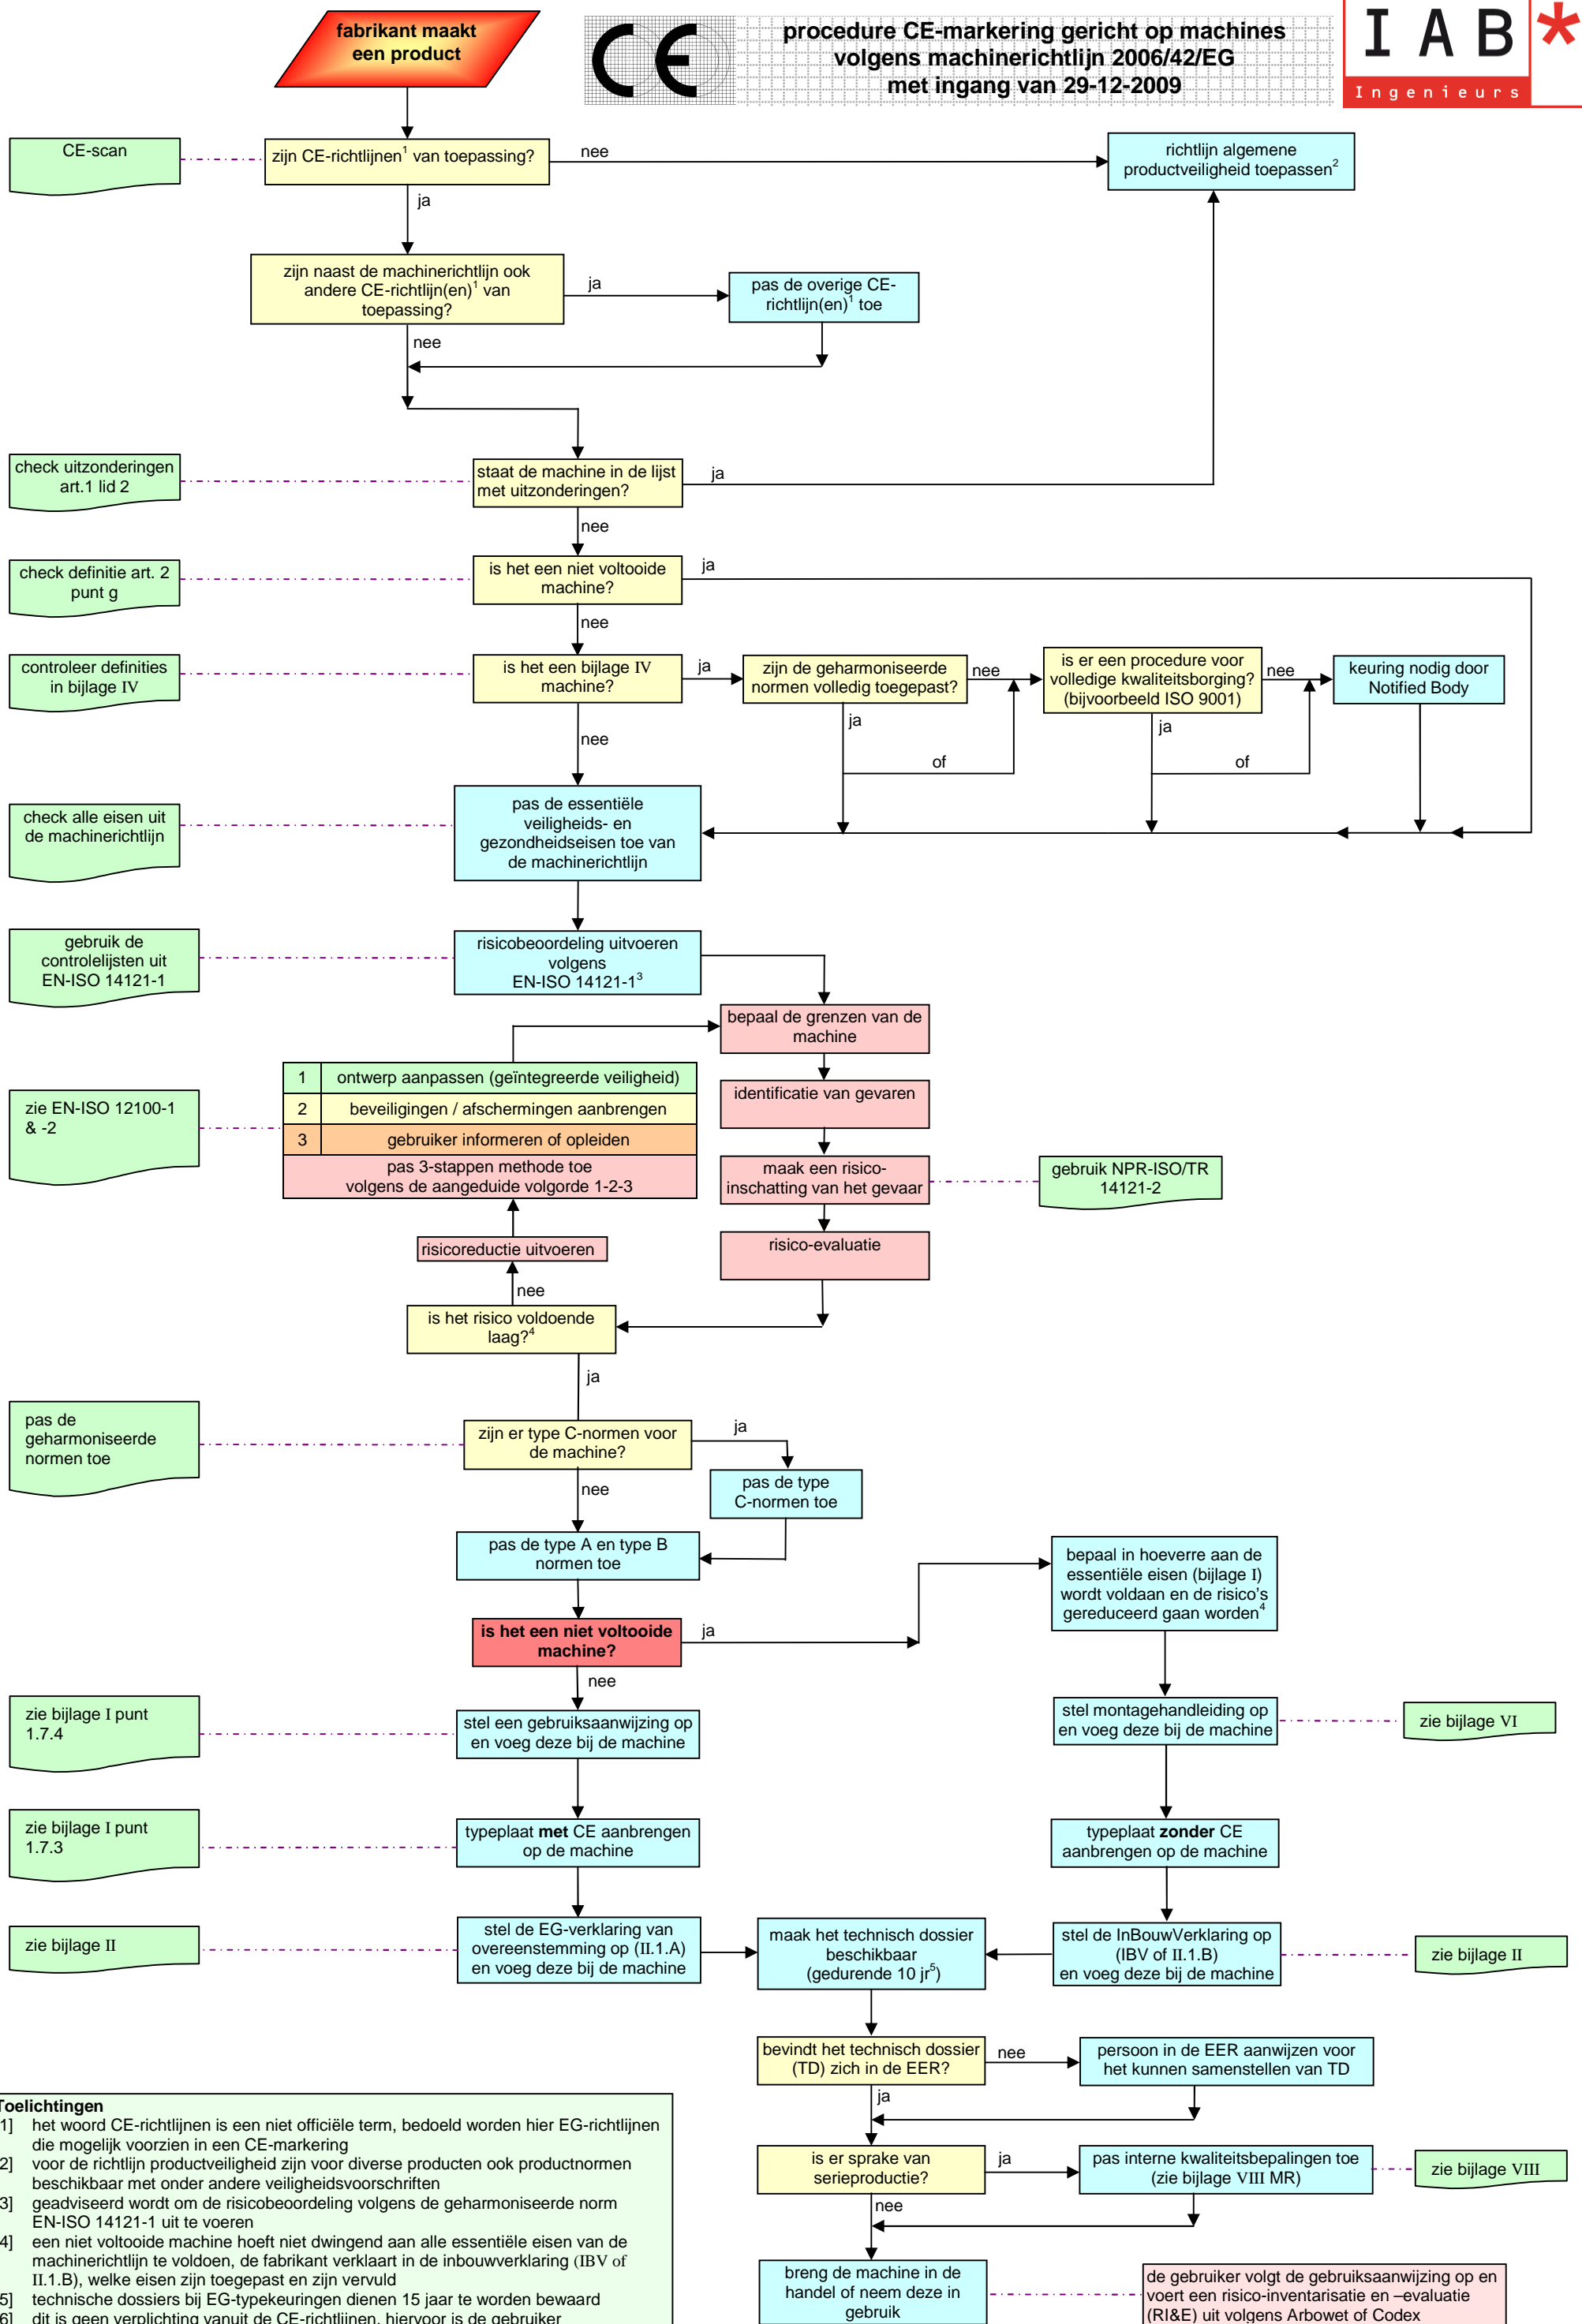 fabrikant maakt
een product
CE
procedure CE-markering gericht op machines
volgens machinerichtlijn 2006/42/EG
met ingang van 29-12-2009
IAB*
Ingenieurs
CE-scan
zijn CE-richtlijnen1 van toepassing?
nee
richtlijn algemene
productveiligheid toepassen2
ja
zijn naast de machinerichtlijn ook
andere CE-richtlijn(en)1 van
toepassing?
ja
pas de overige CE-
richtlijn(en)1 toe
nee
check uitzonderingen
art.1 lid 2
staat de machine in de lijst
met uitzonderingen?
ja
nee
check definitie art. 2
punt g
is het een niet voltooide
machine?
ja
nee
controleer definities
in bijlage IV
is het een bijlage IV
machine?
ja
zijn de geharmoniseerde
normen volledig toegepast?
nee
is er een procedure voor
volledige kwaliteitsborging?
(bijvoorbeeld ISO 9001)
nee
keuring nodig door
Notified Body
nee
ja
of
ja
of
check alle eisen uit
de machinerichtlijn
pas de essentiële
veiligheids- en
gezondheidseisen toe van
de machinerichtlijn
gebruik de
controlelijsten uit
EN-ISO 14121-1
risicobeoordeling uitvoeren
volgens
EN-ISO 14121-13
bepaal de grenzen van de
machine
identificatie van gevaren
maak een risico-
inschatting van het gevaar
gebruik NPR-ISO/TR
14121-2
risico-evaluatie
zie EN-ISO 12100-1
& -2
1 ontwerp aanpassen (geïntegreerde veiligheid)
2 beveiligingen / afschermingen aanbrengen
3 gebruiker informeren of opleiden
pas 3-stappen methode toe
volgens de aangeduide volgorde 1-2-3
risicoreductie uitvoeren
nee
is het risico voldoende
laag?4
ja
pas de
geharmoniseerde
normen toe
zijn er type C-normen voor
de machine?
ja
pas de type
C-normen toe
nee
pas de type A en type B
normen toe
is het een niet voltooide
machine?
ja
bepaal in hoeverre aan de
essentiële eisen (bijlage I)
wordt voldaan en de risico's
gereduceerd gaan worden4
nee
zie bijlage I punt
1.7.4
stel een gebruiksaanwijzing op
en voeg deze bij de machine
stel montagehandleiding op
en voeg deze bij de machine
zie bijlage VI
zie bijlage I punt
1.7.3
typeplaat met CE aanbrengen
op de machine
typeplaat zonder CE
aanbrengen op de machine
zie bijlage II
stel de EG-verklaring van
overeenstemming op (II.1.A)
en voeg deze bij de machine
maak het technisch dossier
beschikbaar
(gedurende 10 jr5)
stel de InBouwVerklaring op
(IBV of II.1.B)
en voeg deze bij de machine
zie bijlage II
bevindt het technisch dossier
(TD) zich in de EER?
nee
persoon in de EER aanwijzen voor
het kunnen samenstellen van TD
ja
is er sprake van
serieproductie?
ja
pas interne kwaliteitsbepalingen toe
(zie bijlage VIII MR)
zie bijlage VIII
nee
breng de machine in de
handel of neem deze in
gebruik
de gebruiker volgt de gebruiksaanwijzing op en
voert een risico-inventarisatie en –evaluatie
(RI&E) uit volgens Arbowet of Codex
Toelichtingen
1] het woord CE-richtlijnen is een niet officiële term, bedoeld worden hier EG-richtlijnen
die mogelijk voorzien in een CE-markering
2] voor de richtlijn productveiligheid zijn voor diverse producten ook productnormen
beschikbaar met onder andere veiligheidsvoorschriften
3] geadviseerd wordt om de risicobeoordeling volgens de geharmoniseerde norm
EN-ISO 14121-1 uit te voeren
4] een niet voltooide machine hoeft niet dwingend aan alle essentiële eisen van de
machinerichtlijn te voldoen, de fabrikant verklaart in de inbouwverklaring (IBV of
II.1.B), welke eisen zijn toegepast en zijn vervuld
5] technische dossiers bij EG-typekeuringen dienen 15 jaar te worden bewaard
6] dit is geen verplichting vanuit de CE-richtlijnen, hiervoor is de gebruiker